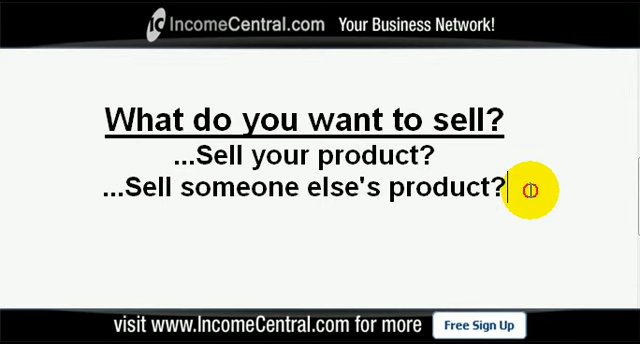 IC IncomeCentral.com Your Business Network!
What do you want to sell?
...Sell your product?
...Sell someone else's product?
visit www.IncomeCentral.com for more Free Sign Up